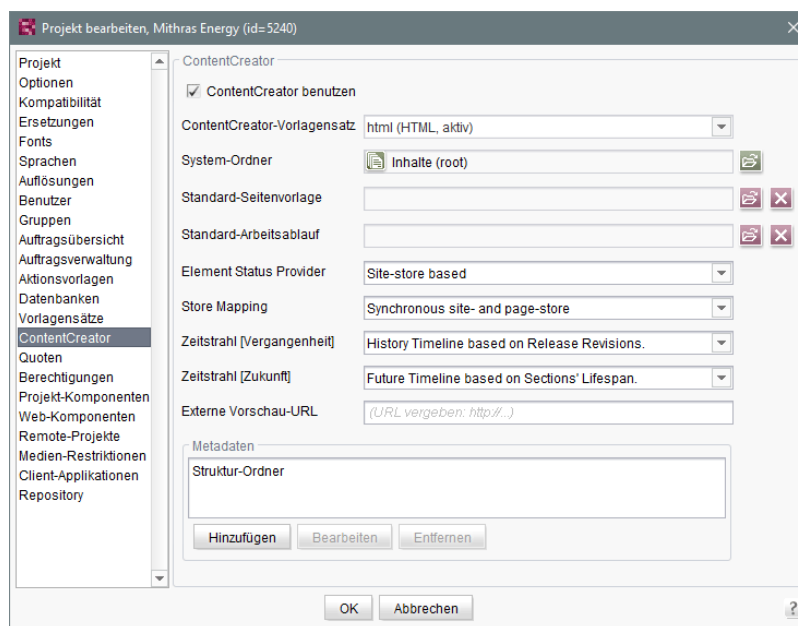 Projekt bearbeiten, Mithras Energy (id=5240)
Projekt
Optionen
Kompatibilität
Ersetzungen
Fonts
Sprachen
Auflösungen
Benutzer
Gruppen
Auftragsübersicht
Auftragsverwaltung
Aktionsvorlagen
Datenbanken
Vorlagensätze
ContentCreator
Quoten
Berechtigungen
Projekt-Komponenten
Web-Komponenten
Remote-Projekte
Medien-Restriktionen
Client-Applikationen
Repository
ContentCreator
ContentCreator benutzen
ContentCreator-Vorlagensatz html (HTML, aktiv)
System-Ordner Inhalte (root)
Standard-Seitenvorlage
Standard-Arbeitsablauf
Element Status Provider Site-store based
Store Mapping Synchronous site- and page-store
Zeitstrahl [Vergangenheit] History Timeline based on Release Revisions.
Zeitstrahl [Zukunft] Future Timeline based on Sections' Lifespan.
Externe Vorschau-URL (URL vergeben: http://...)
Metadaten
Struktur-Ordner
Hinzufügen Bearbeiten Entfernen
OK Abbrechen ?